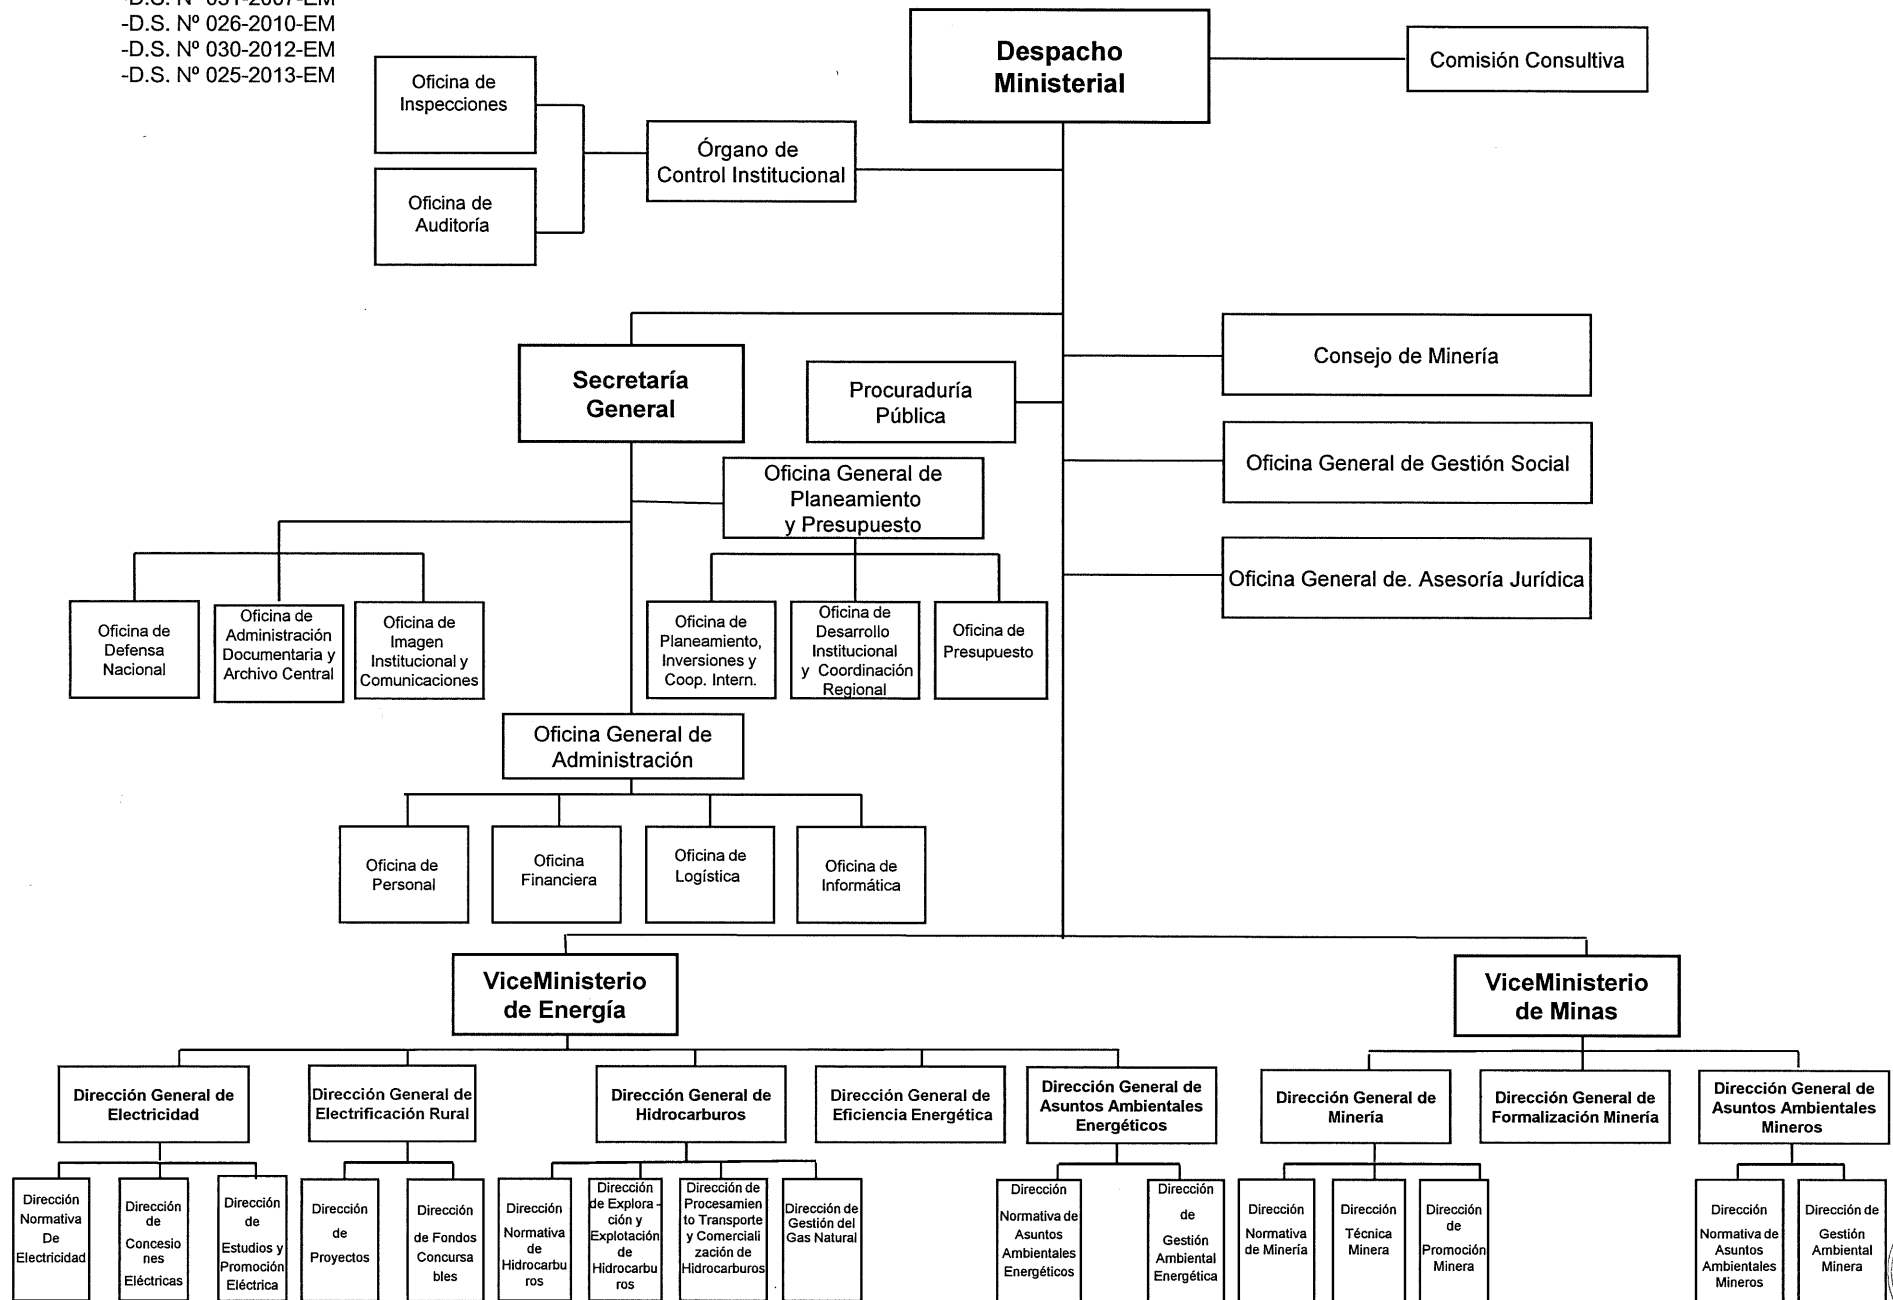 -D.S. Nº 031-2007-EM
-D.S. Nº 026-2010-EM
-D.S. Nº 030-2012-EM
-D.S. Nº 025-2013-EM
Despacho
Ministerial
Comisión Consultiva
Oficina de
Inspecciones
Órgano de
Control Institucional
Oficina de
Auditoría
Secretaría
General
Procuraduría
Pública
Consejo de Minería
Oficina General de Gestión Social
Oficina General de. Asesoría Jurídica
Oficina General de
Planeamiento
y Presupuesto
Oficina de
Defensa
Nacional
Oficina de
Administración
Documentaria y
Archivo Central
Oficina de
Imagen
Institucional y
Comunicaciones
Oficina de
Planeamiento,
Inversiones y
Coop. Intern.
Oficina de
Desarrollo
Institucional
y Coordinación
Regional
Oficina de
Presupuesto
Oficina General de
Administración
Oficina de
Personal
Oficina
Financiera
Oficina de
Logística
Oficina de
Informática
ViceMinisterio
de Energía
ViceMinisterio
de Minas
Dirección General de
Electricidad
Dirección General de
Electrificación Rural
Dirección General de
Hidrocarburos
Dirección General de
Eficiencia Energética
Dirección General de
Asuntos Ambientales
Energéticos
Dirección General de
Minería
Dirección General de
Formalización Minería
Dirección General de
Asuntos Ambientales
Mineros
Dirección
Normativa
De
Electricidad
Dirección
de
Concesio
nes
Eléctricas
Dirección
de
Estudios y
Promoción
Eléctrica
Dirección
de
Proyectos
Dirección
de Fondos
Concursa
bles
Dirección
Normativa
de
Hidrocarbu
ros
Dirección
de Explora -
ción y
Explotación
de
Hidrocarbu
ros
Dirección de
Procesamien
to Transporte
y Comerciali
zación de
Hidrocarburos
Dirección de
Gestión del
Gas Natural
Dirección
Normativa de
Asuntos
Ambientales
Energéticos
Dirección
de
Gestión
Ambiental
Energética
Dirección
Normativa
de Minería
Dirección
Técnica
Minera
Dirección
de
Promoción
Minera
Dirección
Normativa de
Asuntos
Ambientales
Mineros
Dirección de
Gestión
Ambiental
Minera